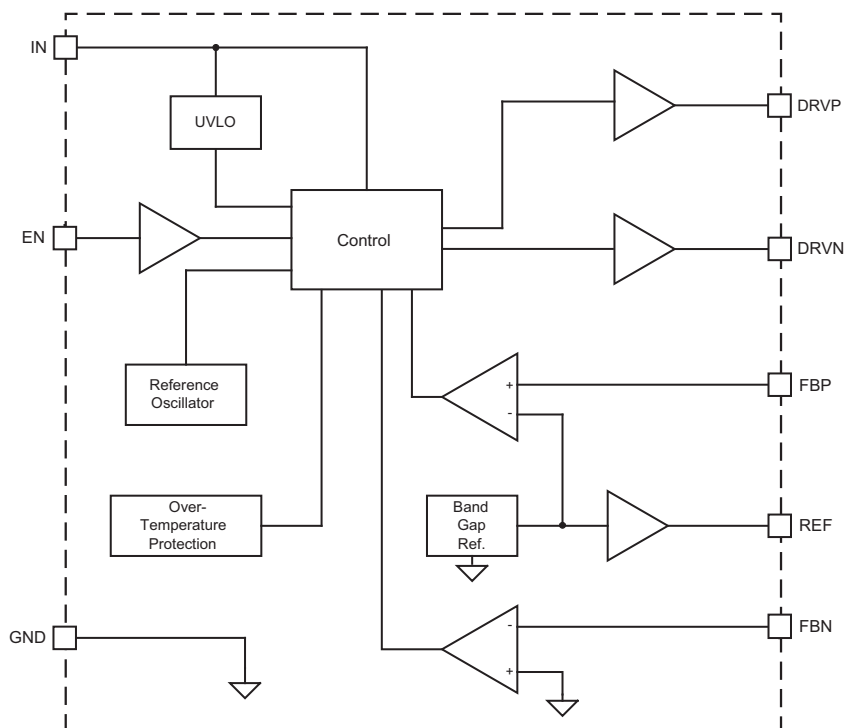 IN
UVLO
DRVP
EN
Control
DRVN
Reference
Oscillator
+
FBP
-
Over-
Temperature
Protection
Band
Gap
Ref.
REF
GND
-
FBN
+